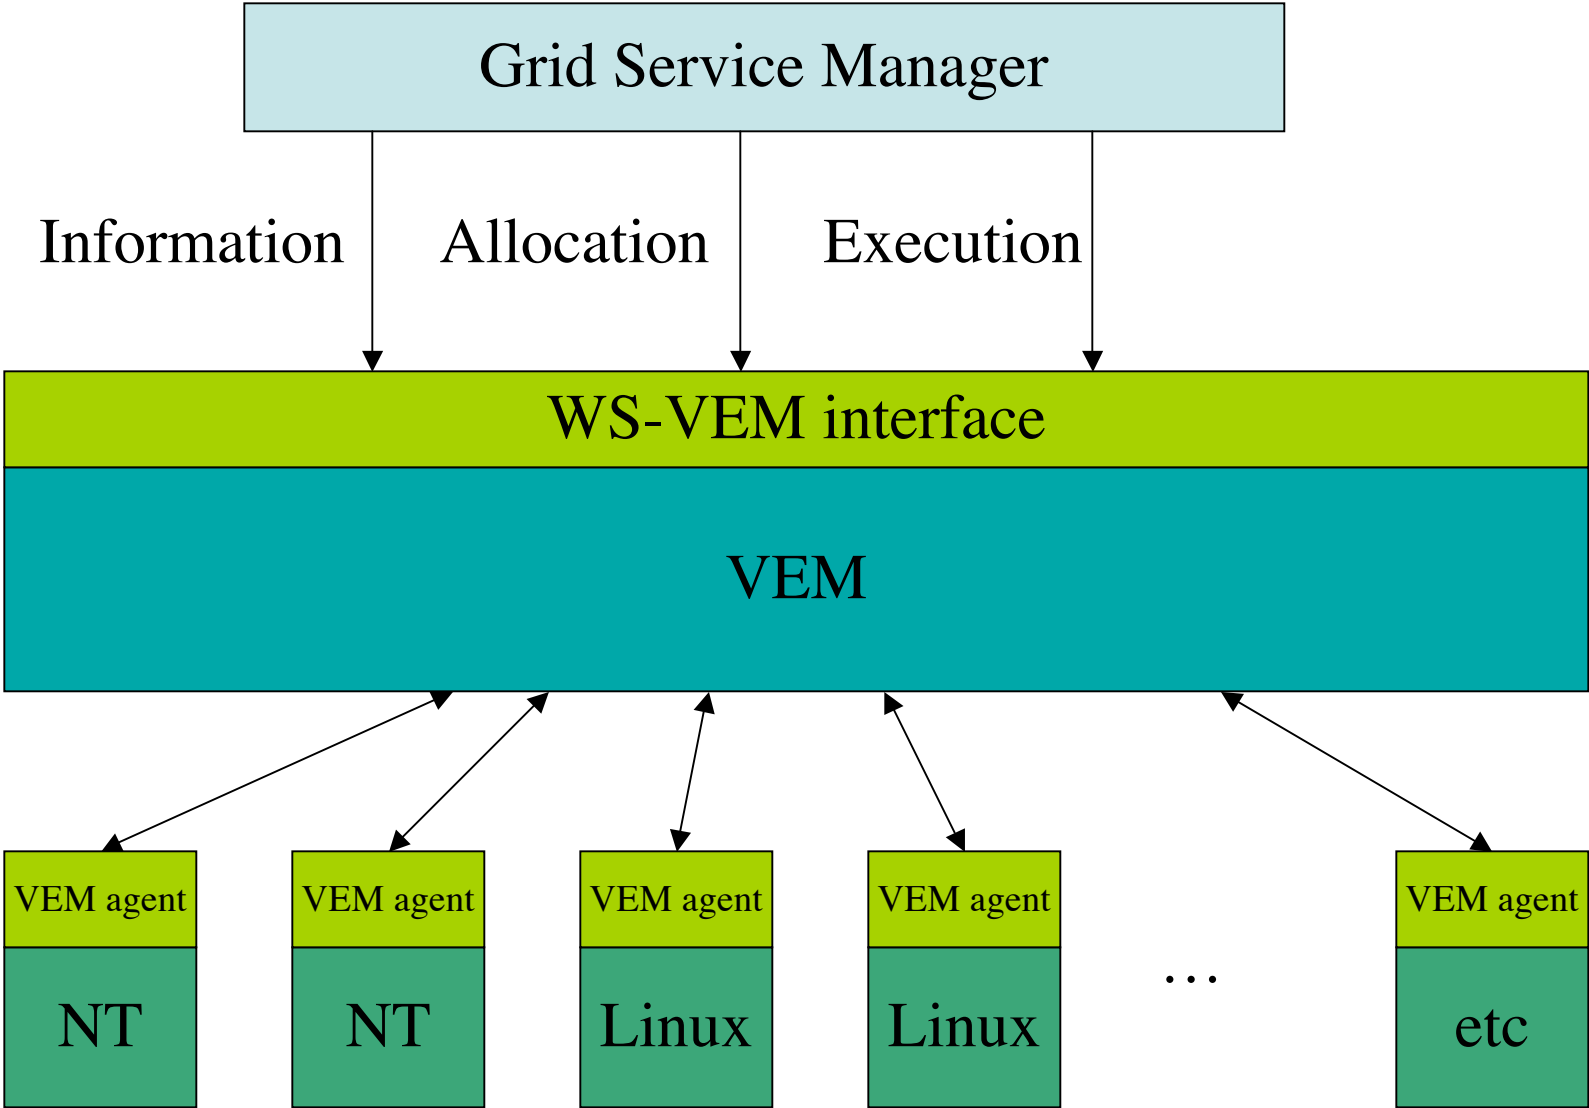 Grid Service Manager
Information Allocation Execution
WS-VEM interface
VEM
VEM agent VEM agent VEM agent VEM agent VEM agent
NT NT Linux Linux … etc